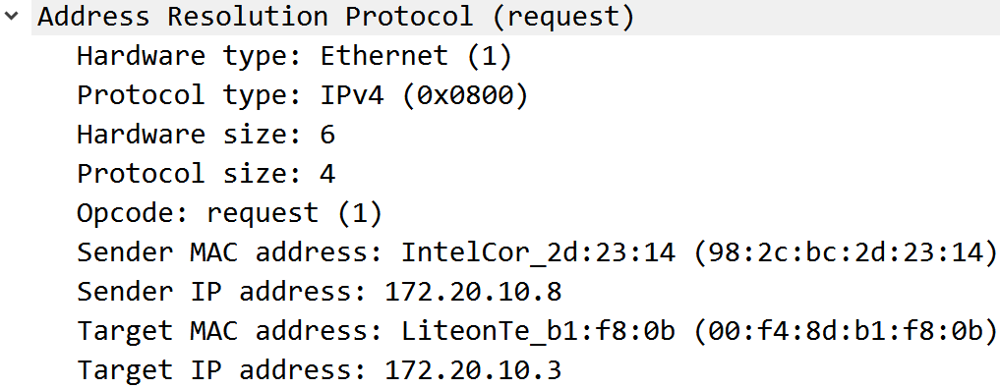 Address Resolution Protocol (request)
Hardware type: Ethernet (1)
Protocol type: IPv4 (0x0800)
Hardware size: 6
Protocol size: 4
Opcode: request (1)
Sender MAC address: IntelCor_2d:23:14 (98:2c:bc:2d:23:14)
Sender IP address: 172.20.10.8
Target MAC address: LiteonTe_b1:f8:0b (00:f4:8d:b1:f8:0b)
Target IP address: 172.20.10.3